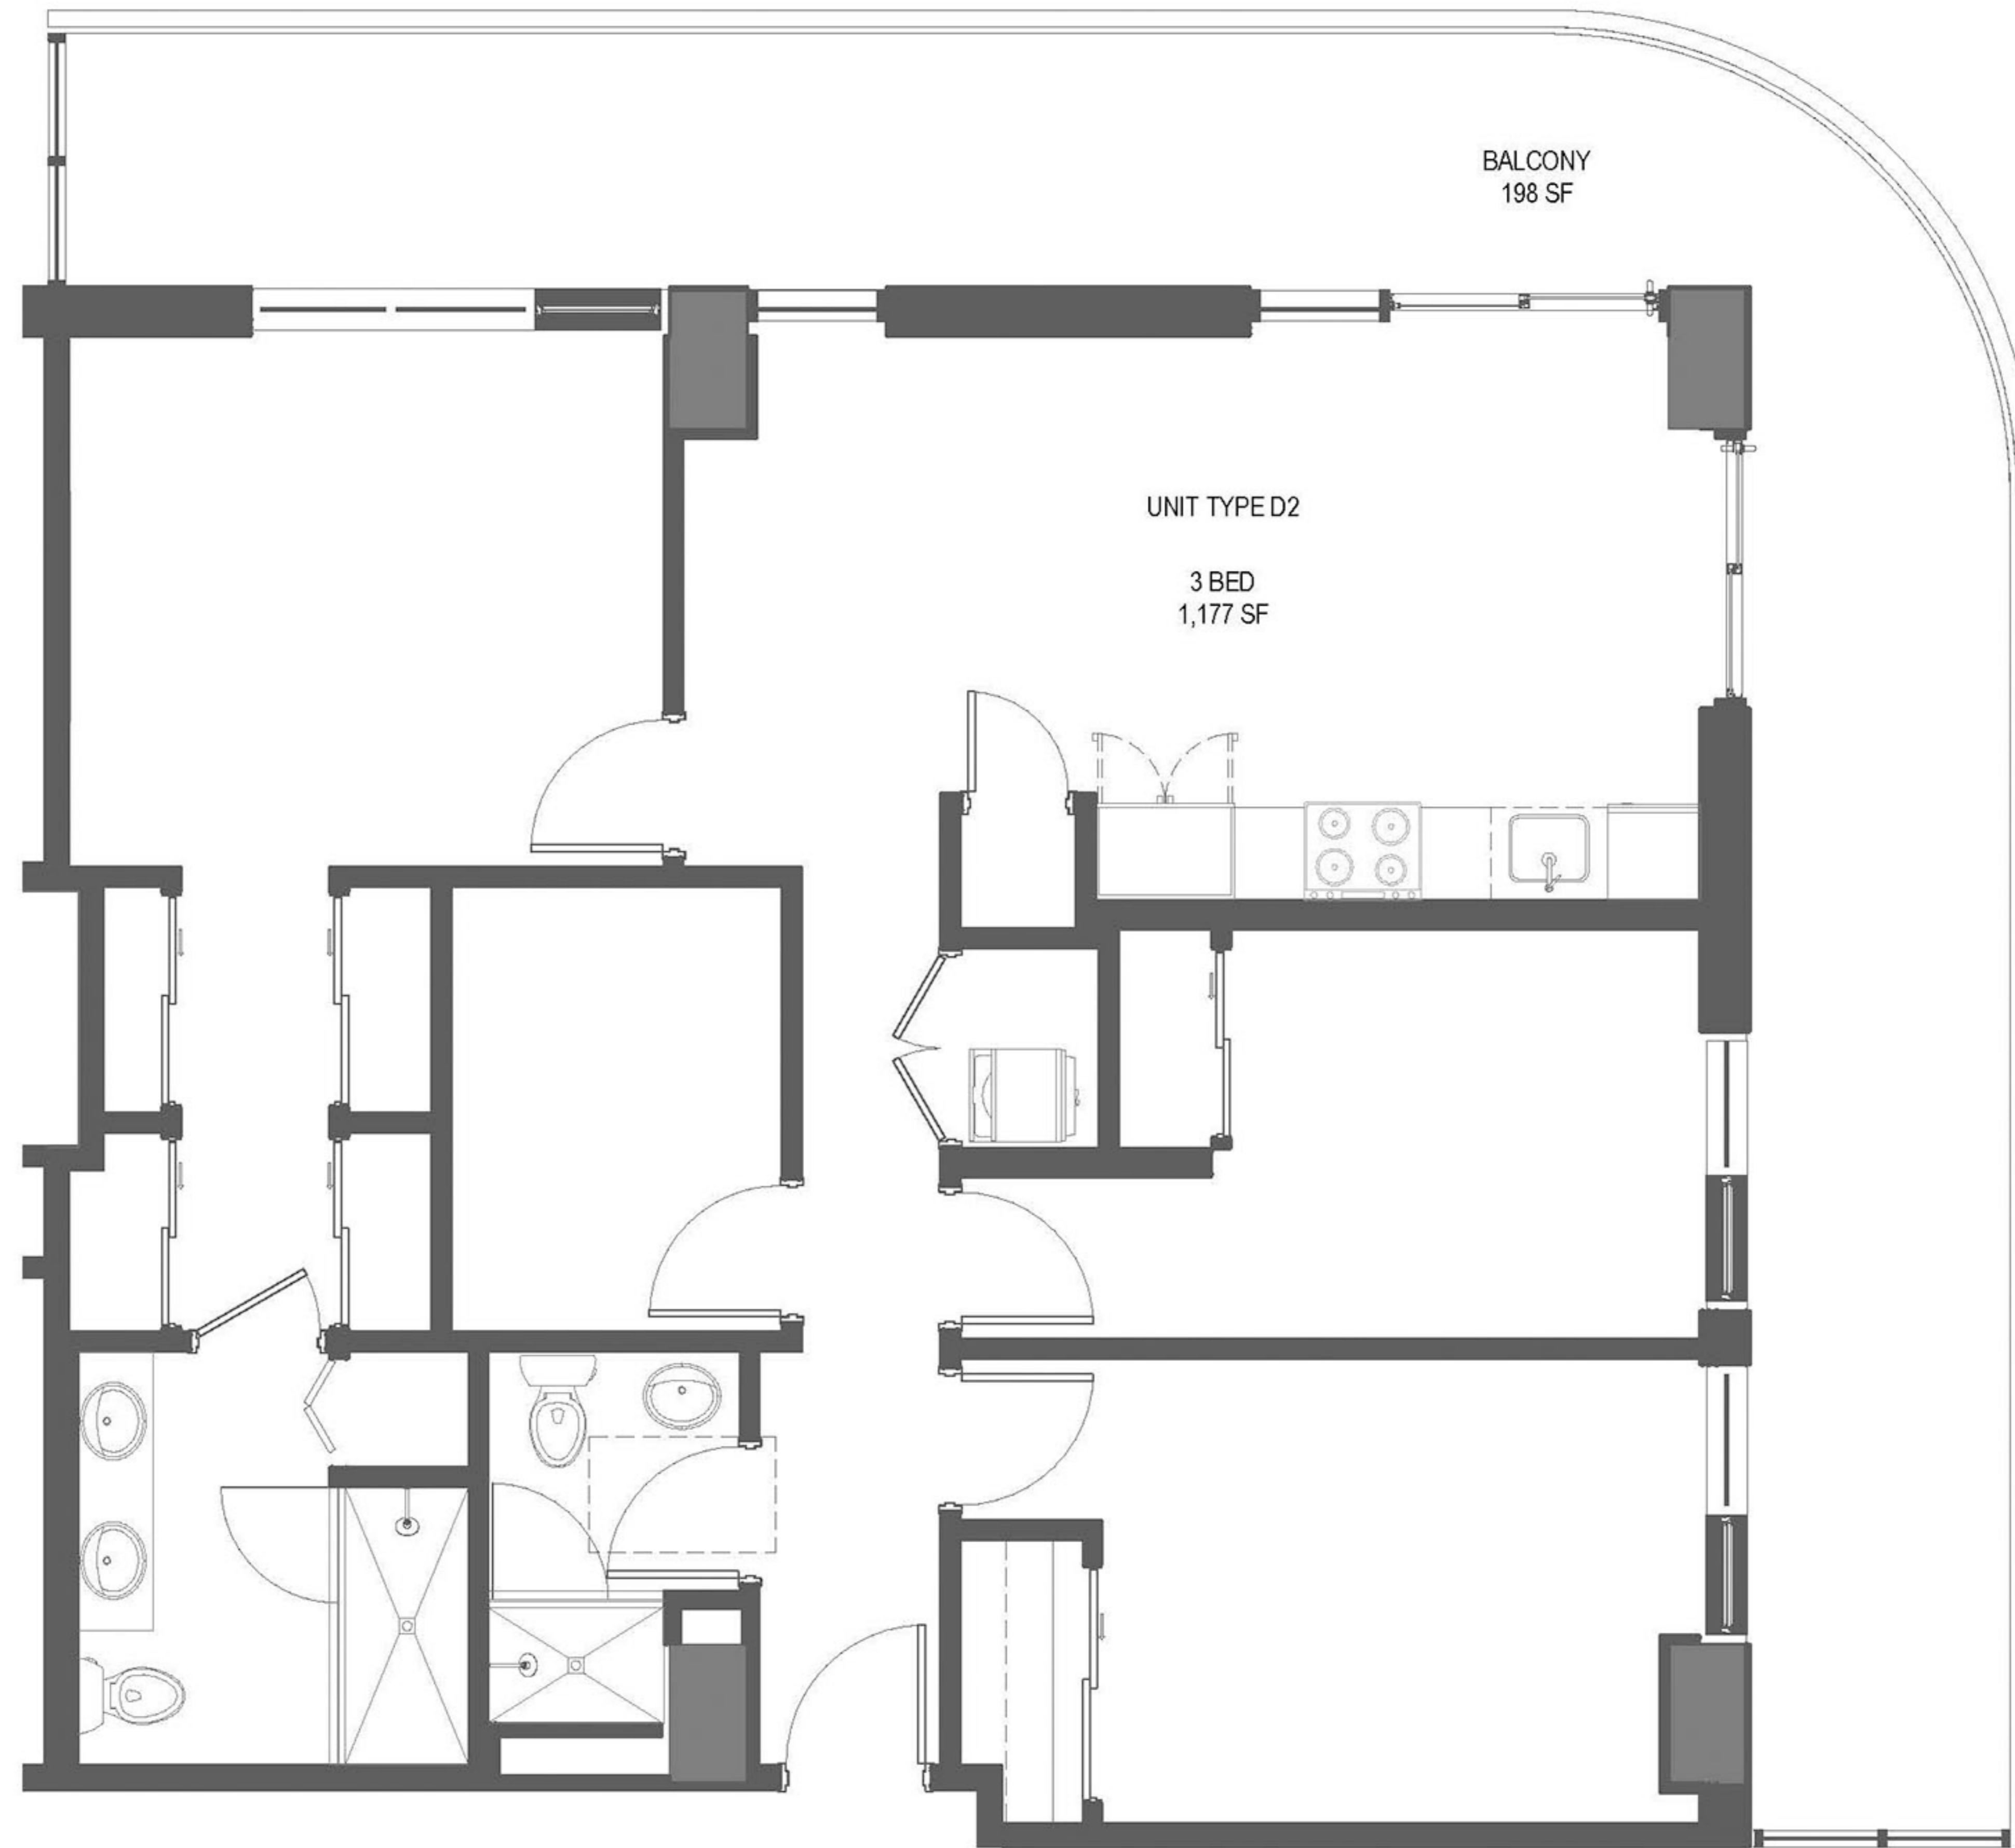 BALCONY
198 SF
UNIT TYPE D2
3 BED
1,177 SF